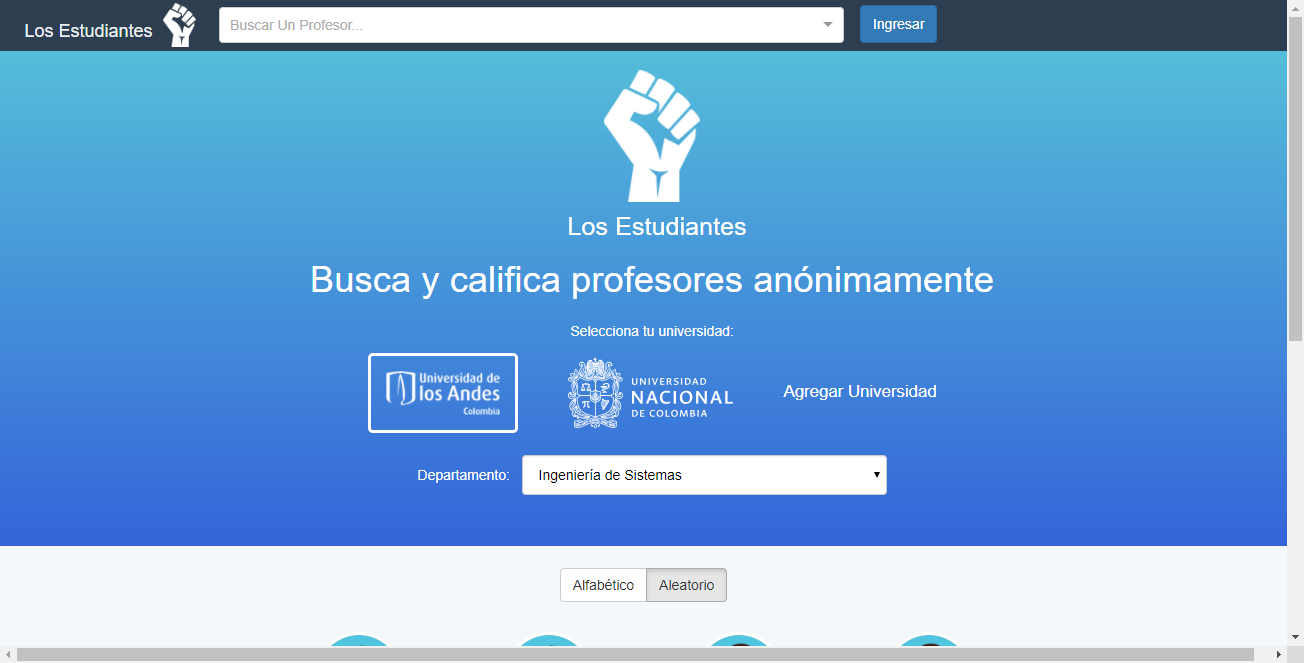 Los Estudiantes
Buscar Un Profesor...
Ingresar
Los Estudiantes
Busca y califica profesores anónimamente
Selecciona tu universidad:
Universidad de
los Andes
Colombia
UNIVERSIDAD
NACIONAL
DE COLOMBIA
Agregar Universidad
Departamento:
Ingeniería de Sistemas
Alfabético
Aleatorio